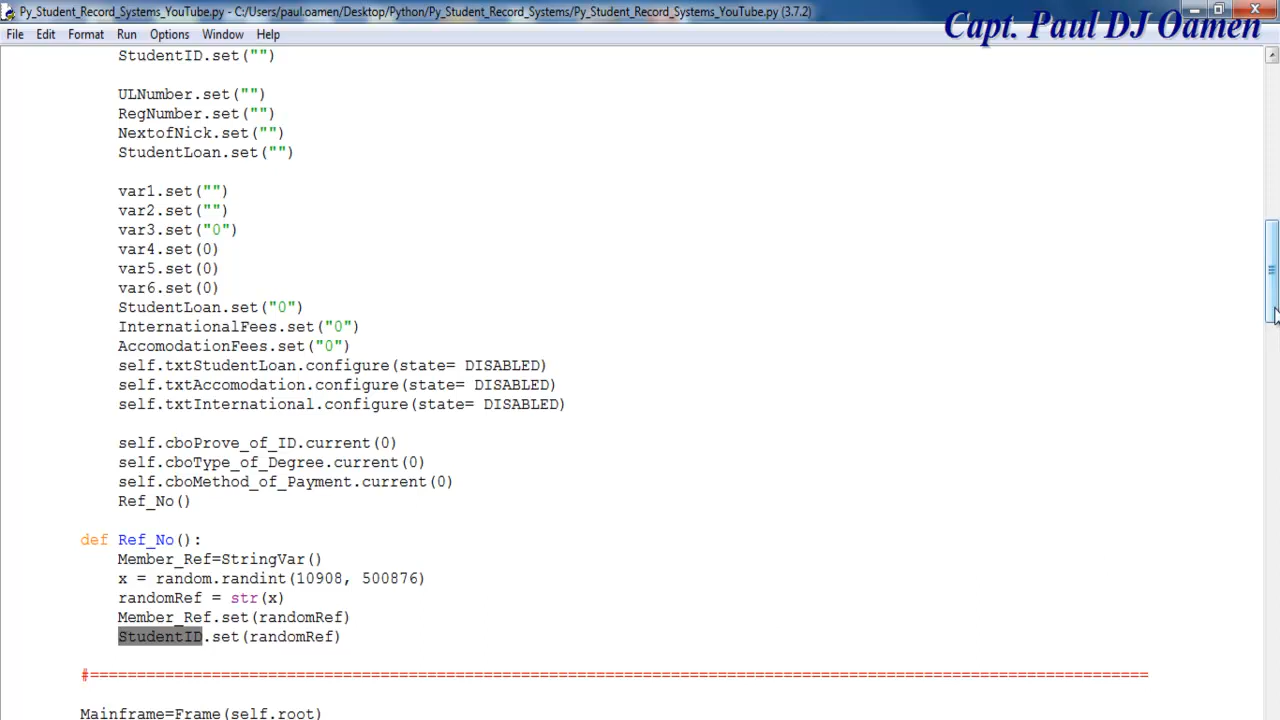 Py_Student_Record_Systems_YouTube.py - C:/Users/paul.oamen/Desktop/Python/Py_Student_Record_Systems/Py_Student_Record_Systems_YouTube.py (3.7.2)
Capt. Paul DJ Oamen
File Edit Format Run Options Window Help
StudentID.set("")
ULNumber.set("")
RegNumber.set("")
NextofNick.set("")
StudentLoan.set("")
var1.set("")
var2.set("")
var3.set("0")
var4.set(0)
var5.set(0)
var6.set(0)
StudentLoan.set("0")
InternationalFees.set("0")
AccomodationFees.set("0")
self.txtStudentLoan.configure(state= DISABLED)
self.txtAccomodation.configure(state= DISABLED)
self.txtInternational.configure(state= DISABLED)
self.cboProve_of_ID.current(0)
self.cboType_of_Degree.current(0)
self.cboMethod_of_Payment.current(0)
Ref_No()
def Ref_No():
Member_Ref=StringVar()
x = random.randint(10908, 500876)
randomRef = str(x)
Member_Ref.set(randomRef)
StudentID.set(randomRef)
#==================================================================================================================
Mainframe=Frame(self.root)